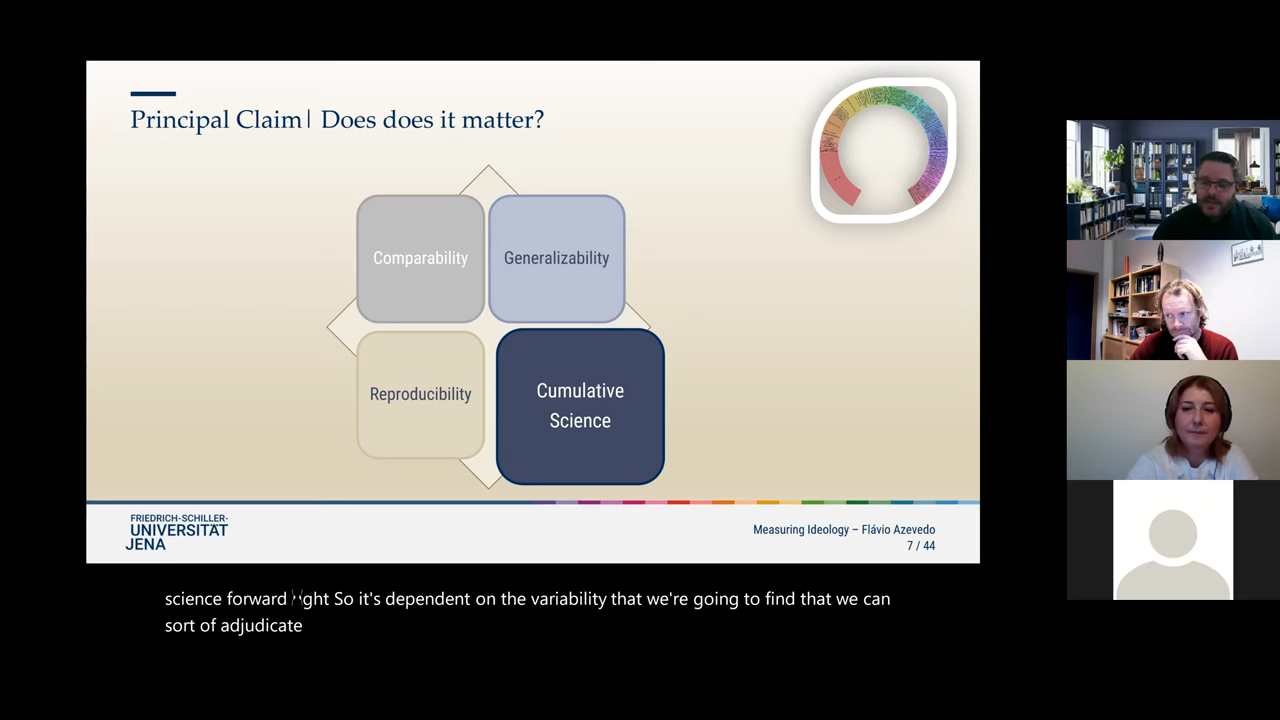 Principal Claim| Does does it matter?
Comparability
Generalizability
Reproducibility
Cumulative
Science
FRIEDRICH-SCHILLER-
UNIVERSITÄT
JENA
Measuring Ideology – Flávio Azevedo
7 / 44
science forward So it's dependent on the variability that we're going to find that we can
sort of adjudicate